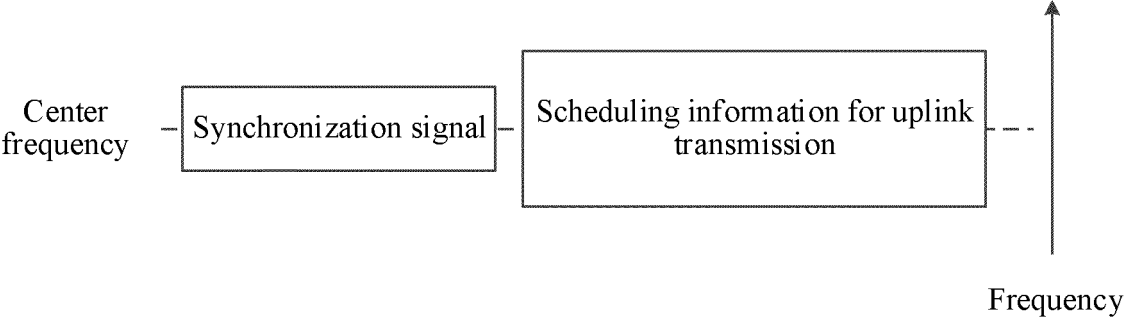 Center
frequency
Synchronization signal
Scheduling information for uplink
transmission
Frequency